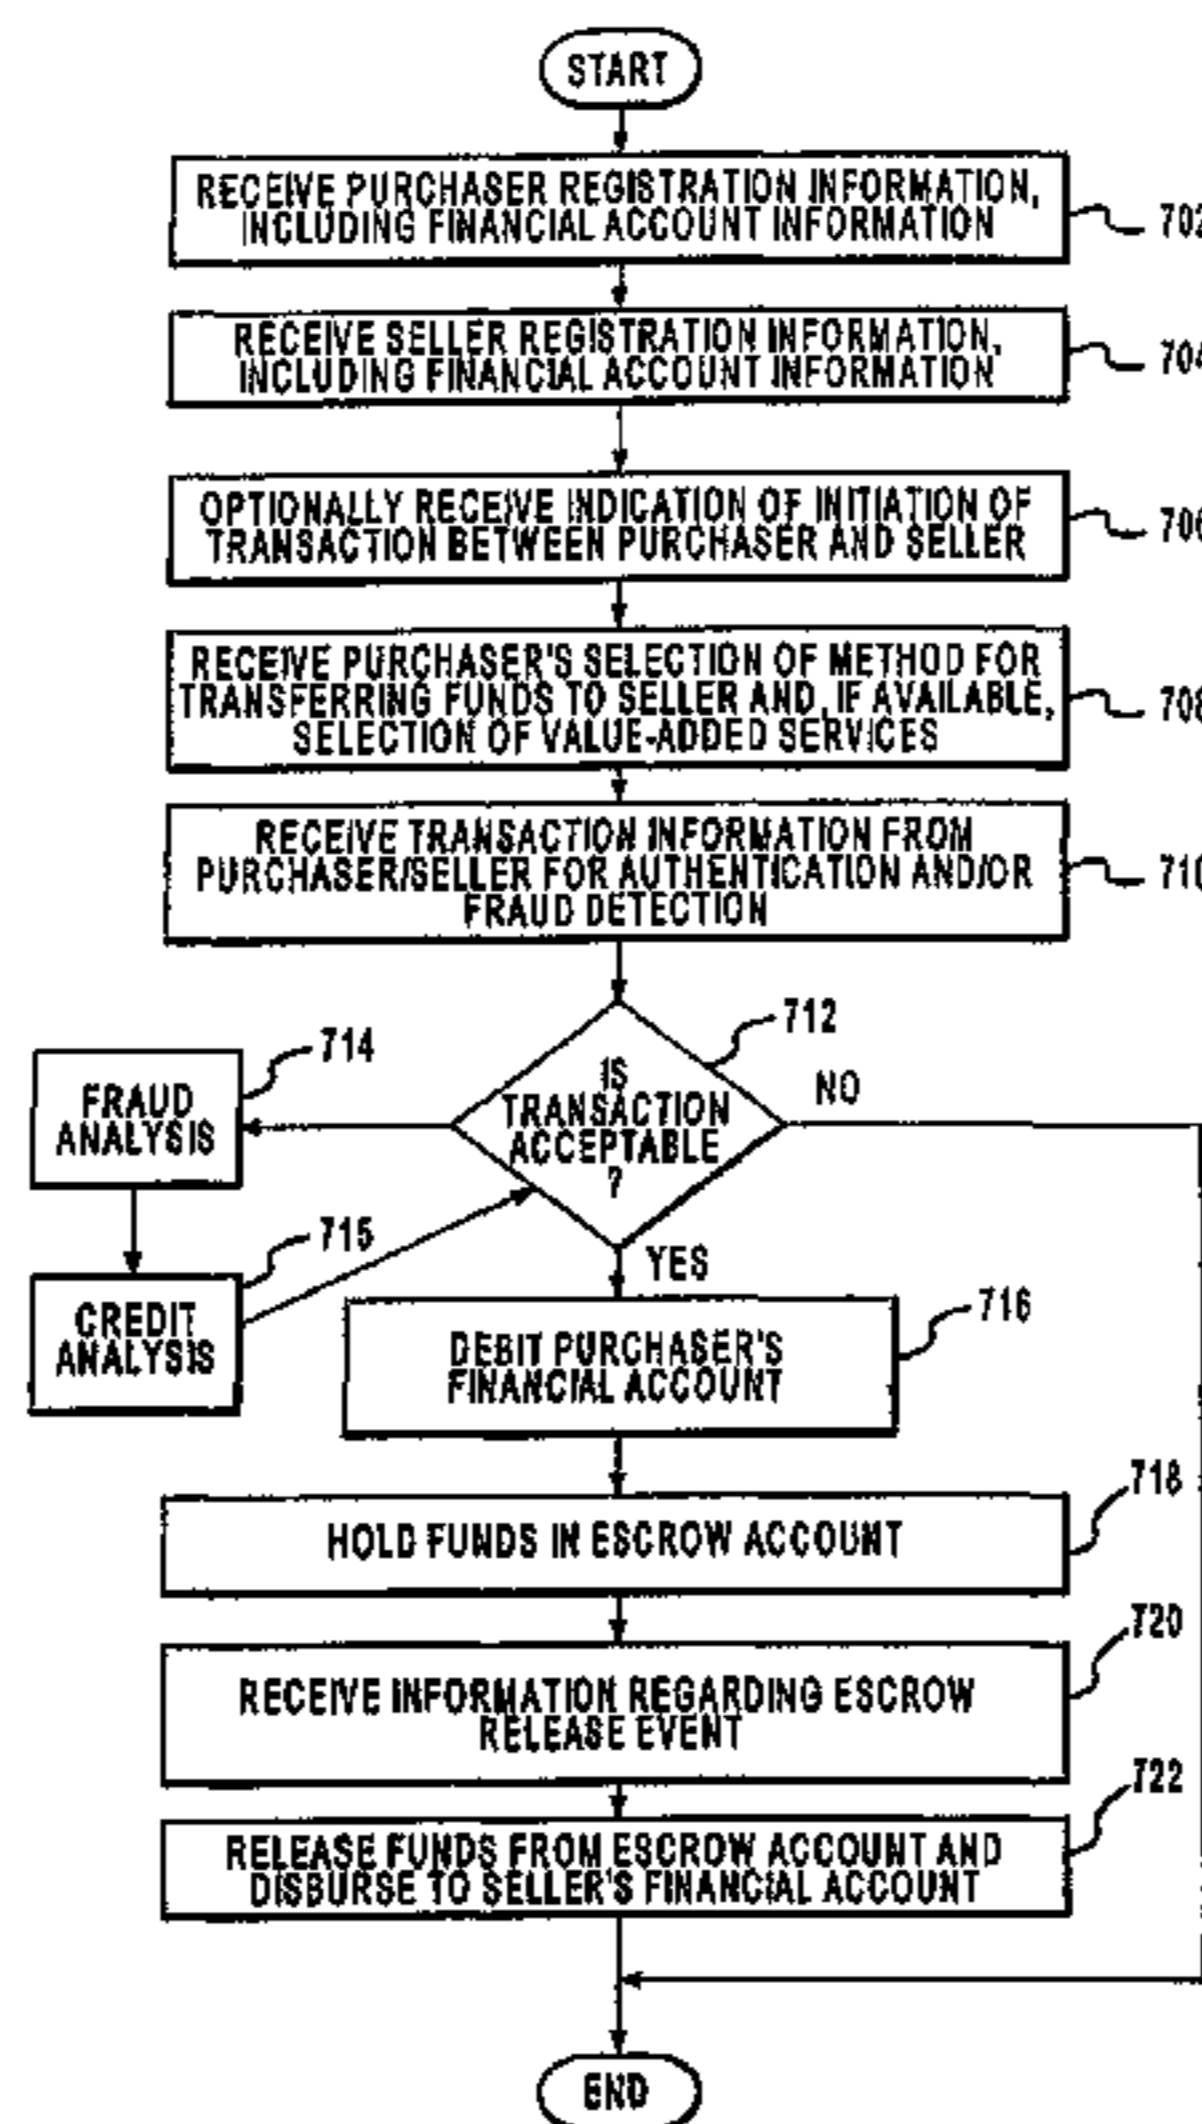 START
RECEIVE PURCHASER REGISTRATION INFORMATION,
INCLUDING FINANCIAL ACCOUNT INFORMATION
702
RECEIVE SELLER REGISTRATION INFORMATION,
INCLUDING FINANCIAL ACCOUNT INFORMATION
704
OPTIONALLY RECEIVE INDICATION OF INITIATION OF
TRANSACTION BETWEEN PURCHASER AND SELLER
706
RECEIVE PURCHASER'S SELECTION OF METHOD FOR
TRANSFERRING FUNDS TO SELLER AND, IF AVAILABLE,
SELECTION OF VALUE-ADDED SERVICES
708
RECEIVE TRANSACTION INFORMATION FROM
PURCHASER/SELLER FOR AUTHENTICATION AND/OR
FRAUD DETECTION
710
712
IS
TRANSACTION
ACCEPTABLE
?
NO
714
FRAUD
ANALYSIS
715
CREDIT
ANALYSIS
YES
DEBIT PURCHASER'S
FINANCIAL ACCOUNT
716
718
HOLD FUNDS IN ESCROW ACCOUNT
720
RECEIVE INFORMATION REGARDING ESCROW
RELEASE EVENT
722
RELEASE FUNDS FROM ESCROW ACCOUNT AND
DISBURSE TO SELLER'S FINANCIAL ACCOUNT
END